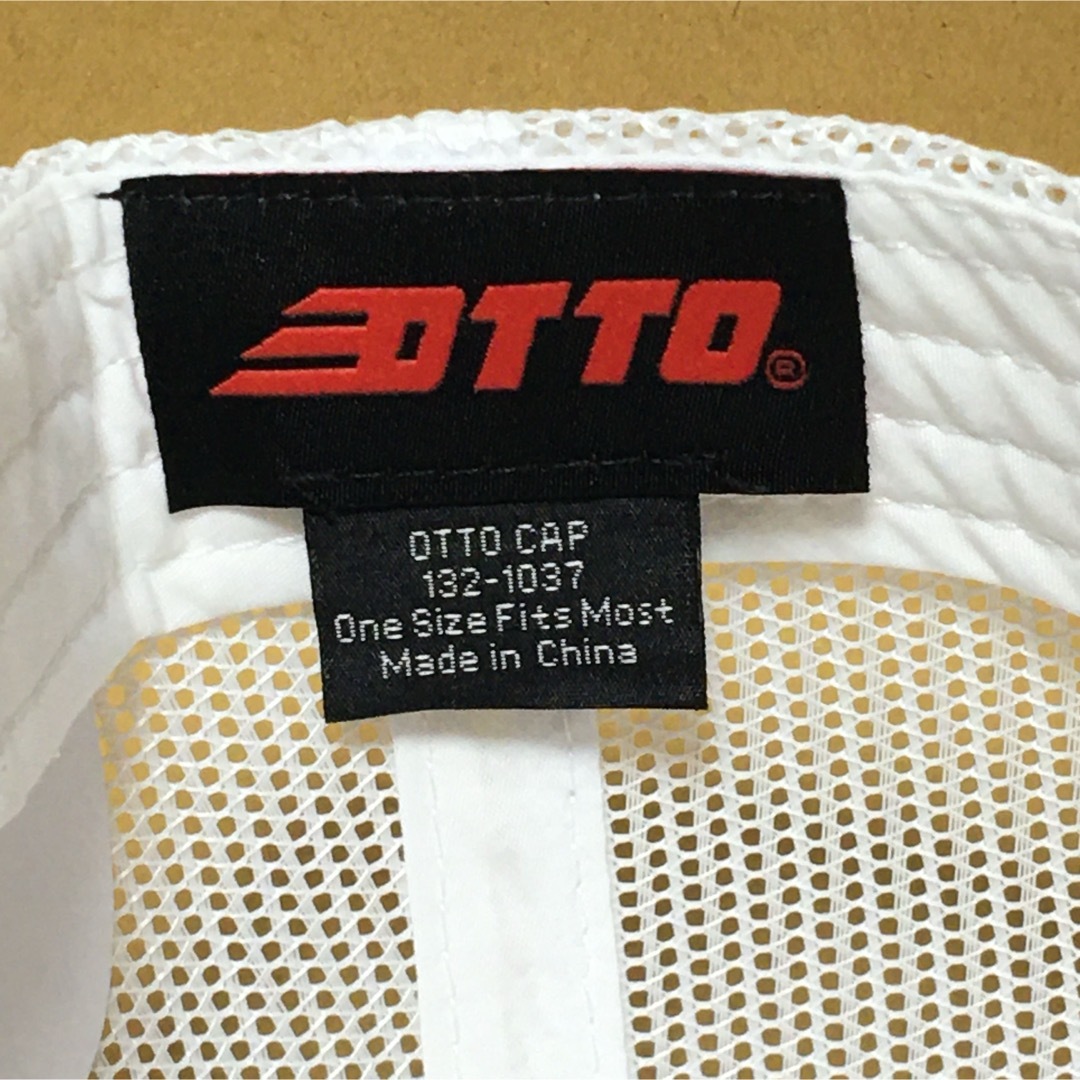 OTTO®
OTTO CAP
132-1037
One Size Fits Most
Made in China